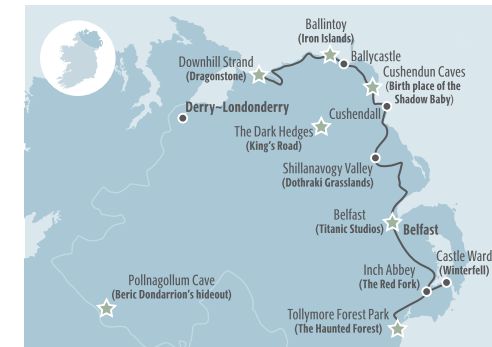 Ballintoy
(Iron Islands)
Downhill Strand
(Dragonstone)
Ballycastle
Cushendun Caves
(Birth place of the
Shadow Baby)
Derry~Londonderry
Cushendall
The Dark Hedges
(King's Road)
Shillanavogy Valley
(Dothraki Grasslands)
Belfast
(Titanic Studios)
Belfast
Castle Ward
(Winterfell)
Inch Abbey
(The Red Fork)
Pollnagollum Cave
(Beric Dondarrion's hideout)
Tollymore Forest Park
(The Haunted Forest)